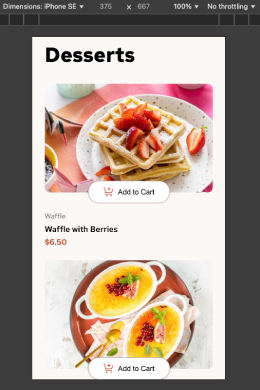 Dimensions: iPhone SE 375 x 667 100% No throttling
Desserts
Add to Cart
Waffle
Waffle with Berries
$6.50
Add to Cart